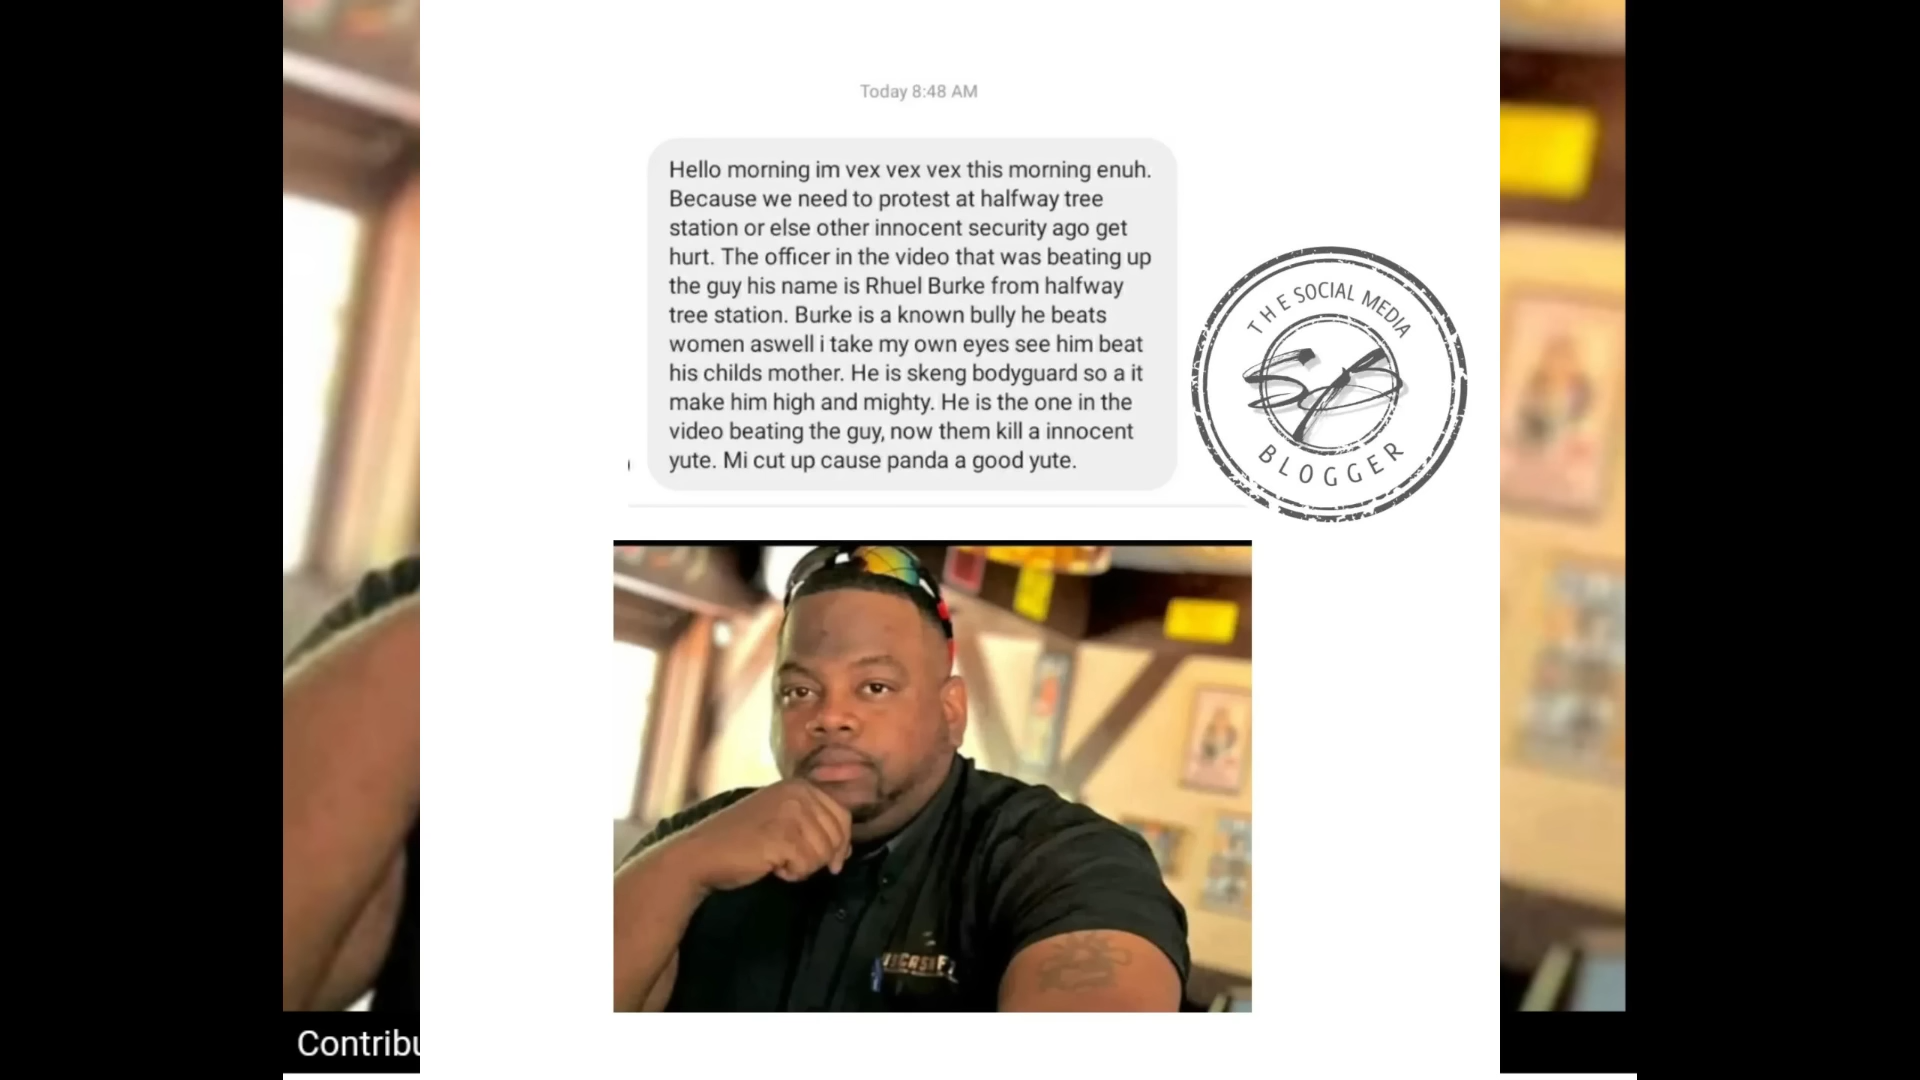 Today 8:48 AM
Hello morning im vex vex vex this morning enuh.
Because we need to protest at halfway tree
station or else other innocent security ago get
hurt. The officer in the video that was beating up
the guy his name is Rhuel Burke from halfway
tree station. Burke is a known bully he beats
women aswell i take my own eyes see him beat
his childs mother. He is skeng bodyguard so a it
make him high and mighty. He is the one in the
video beating the guy, now them kill a innocent
yute. Mi cut up cause panda a good yute.
THE SOCIAL MEDIA
SB
BLOGGER
Contribu